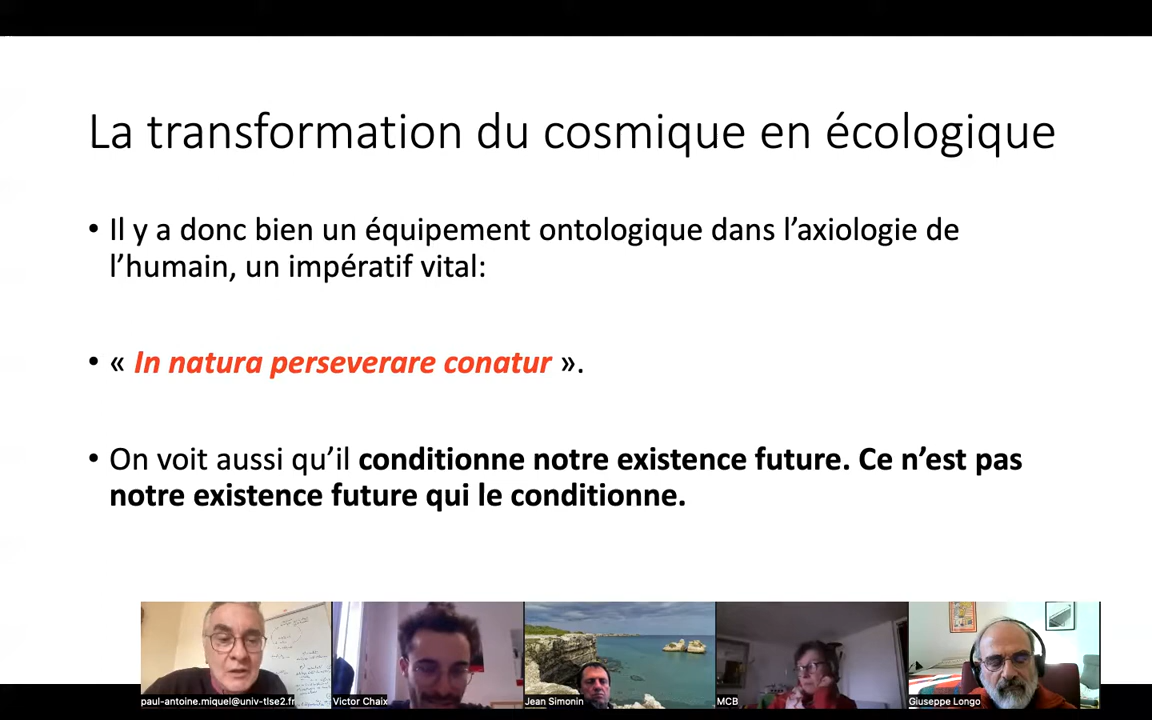 La transformation du cosmique en écologique
• Il y a donc bien un équipement ontologique dans l’axiologie de
l’humain, un impératif vital:
• « In natura perseverare conatur ».
• On voit aussi qu’il conditionne notre existence future. Ce n’est pas
notre existence future qui le conditionne.
paul-antoine.miquel@univ-tlse2.fr
Victor Chaix
Jean Simonin
MCB
Giuseppe Longo